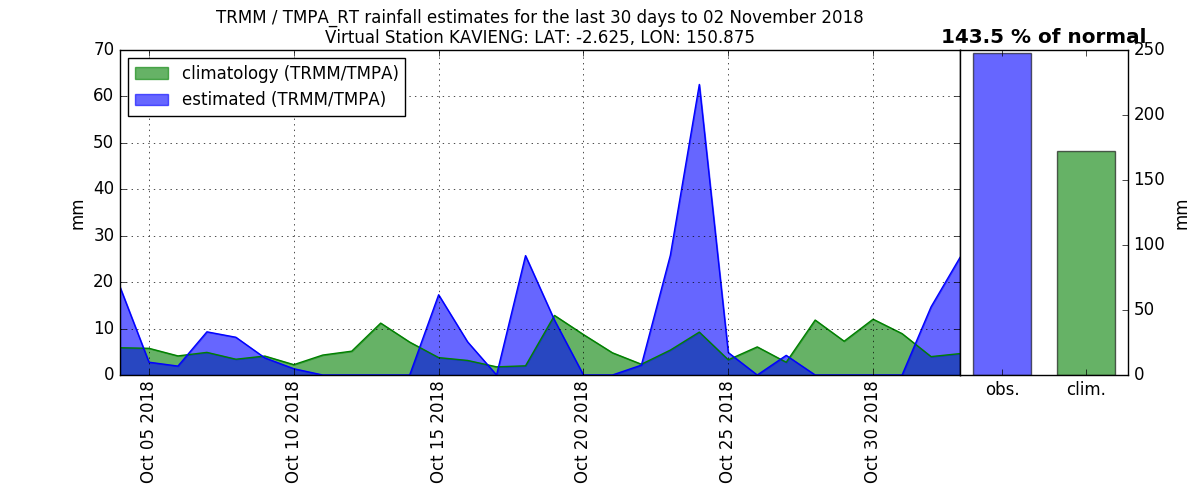 TRMM / TMPA_RT rainfall estimates for the last 30 days to 02 November 2018
Virtual Station KAVIENG: LAT: -2.625, LON: 150.875
143.5 % of normal
climatology (TRMM/TMPA)
estimated (TRMM/TMPA)
mm
70
60
50
40
30
20
10
0
Oct 05 2018
Oct 10 2018
Oct 15 2018
Oct 20 2018
Oct 25 2018
Oct 30 2018
250
200
150
100
50
0
mm
obs.
clim.